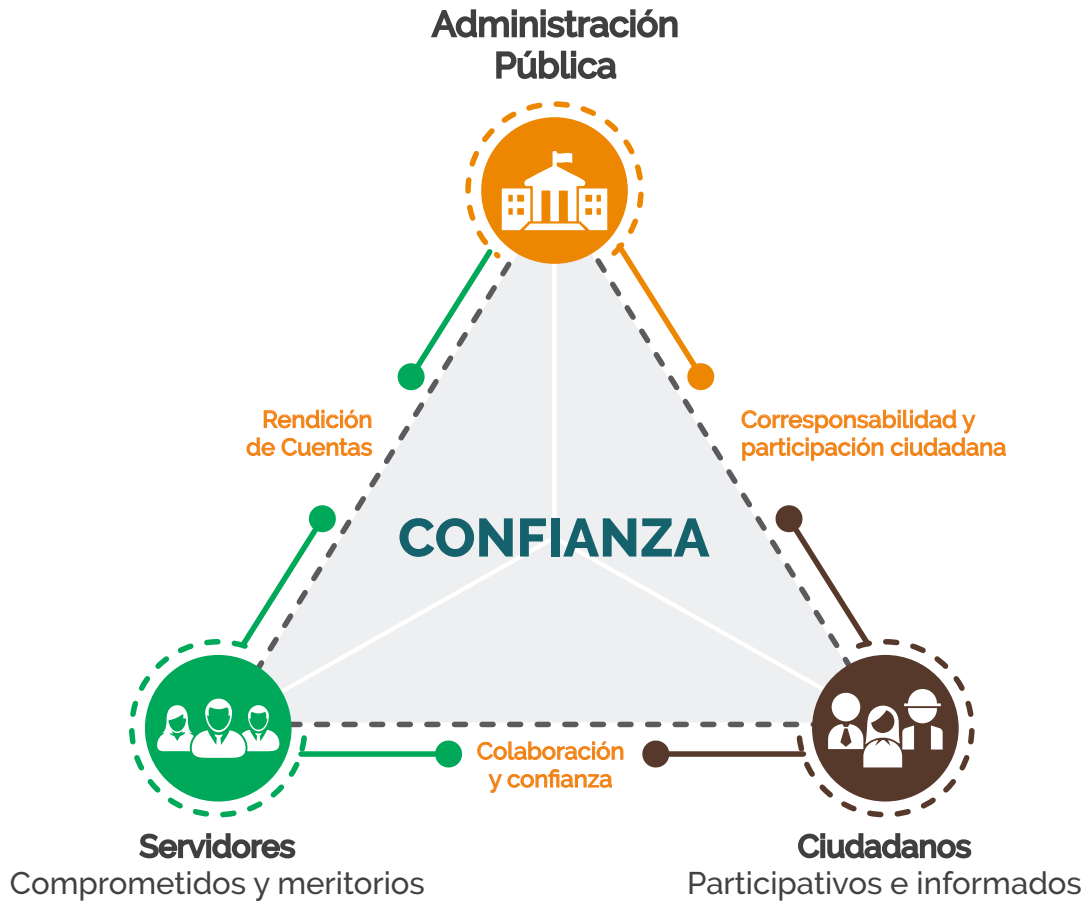 Administración
Pública
Rendición
de Cuentas
Corresponsabilidad y
participación ciudadana
CONFIANZA
Colaboración
y confianza
Servidores
Comprometidos y meritorios
Ciudadanos
Participativos e informados